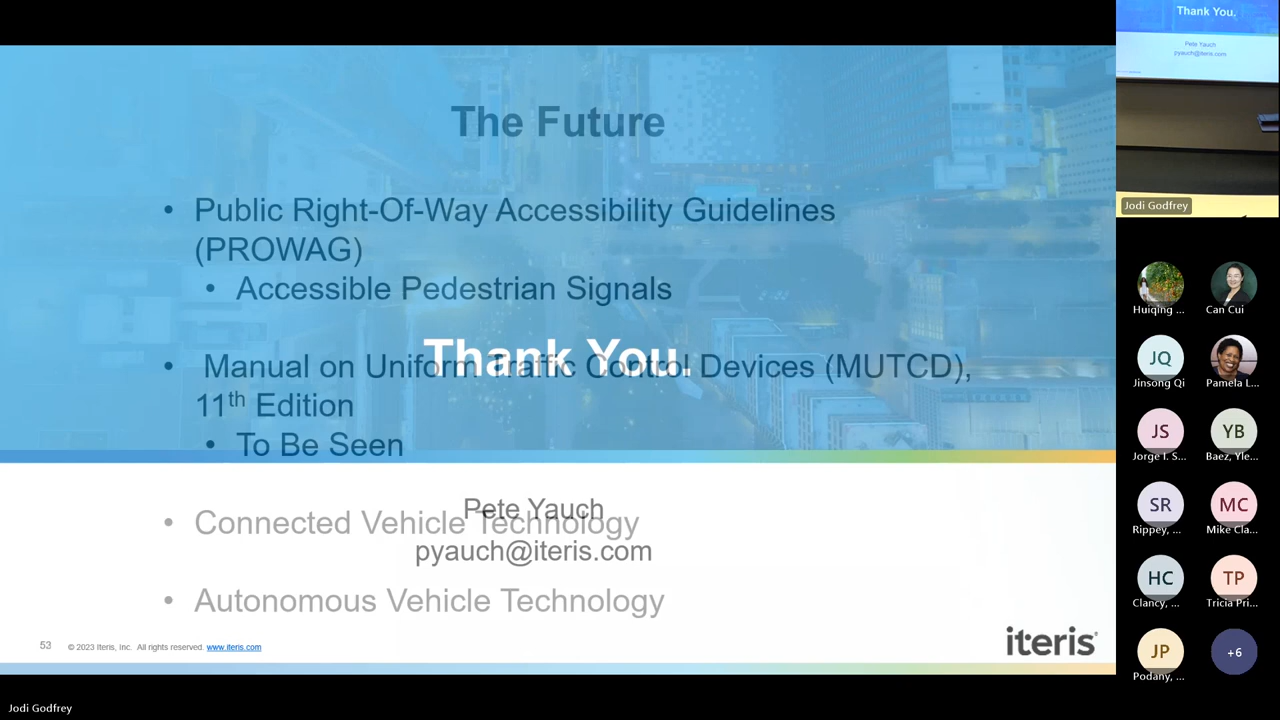 The Future
• Public Right-Of-Way Accessibility Guidelines
(PROWAG)
• Accessible Pedestrian Signals
Thank You.
• Manual on Uniform Traffic Control Devices (MUTCD),
11th Edition
• To Be Seen
Pete Yauch
• Connected Vehicle Technology
pyauch@iteris.com
• Autonomous Vehicle Technology
53
© 2023 Iteris, Inc. All rights reserved. www.iteris.com
iteris
Jodi Godfrey
Thank You.
Pete Yauch
pyauch@iteris.com
Jodi Godfrey
Huiqing ...
Can Cui
JQ
Jinsong Qi
Pamela L...
JS
Jorge I. S...
YB
Baez, Yle...
SR
Rippey, ...
MC
Mike Cla...
HC
Clancy, ...
TP
Tricia Pri...
JP
Podany, ...
+6